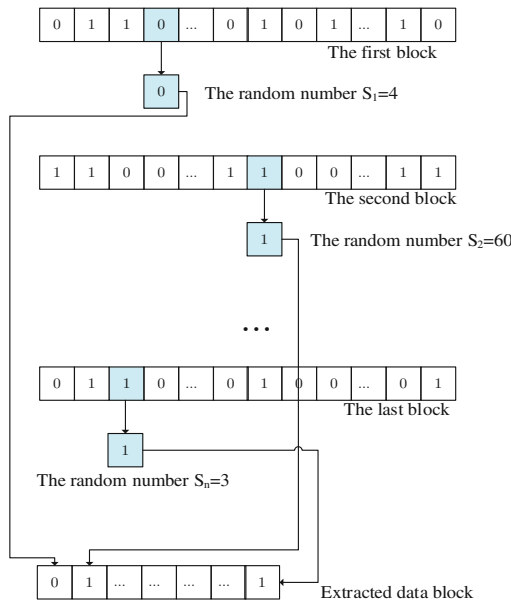 0 1 1 0 ... 0 1 0 1 ... 1 0
The first block
0
The random number S₁=4
1 1 0 0 ... 1 1 0 0 ... 1 1
The second block
1
The random number S₂=60
...
0 1 1 0 ... 0 1 0 0 ... 0 1
The last block
1
The random number Sₙ=3
0 1 ... ... ... ... 1
Extracted data block